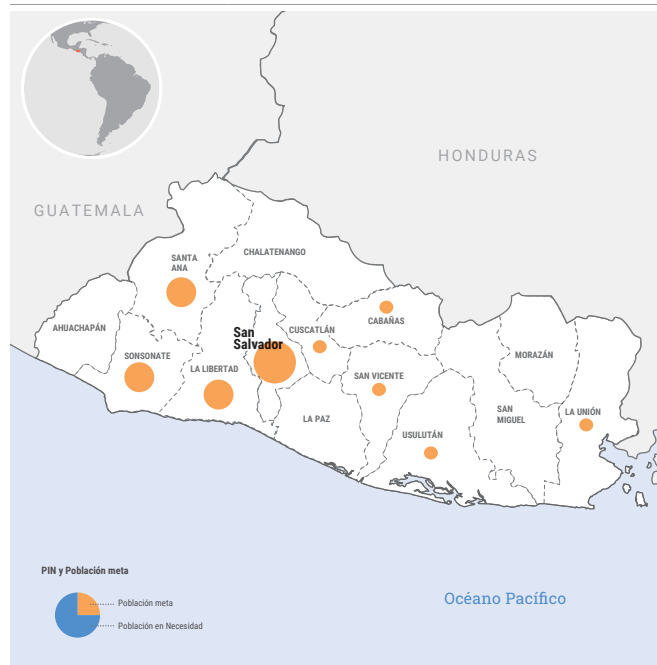 HONDURAS
GUATEMALA
CHALATENANGO
SANTA
ANA
CABAÑAS
AHUACHAPÁN
San
Salvador
CUSCATLÁN
SONSONATE
LA LIBERTAD
MORAZÁN
SAN VICENTE
LA PAZ
SAN
MIGUEL
LA UNIÓN
USULUTÁN
PIN y Población meta
Población meta
Población en Necesidad
Océano Pacífico